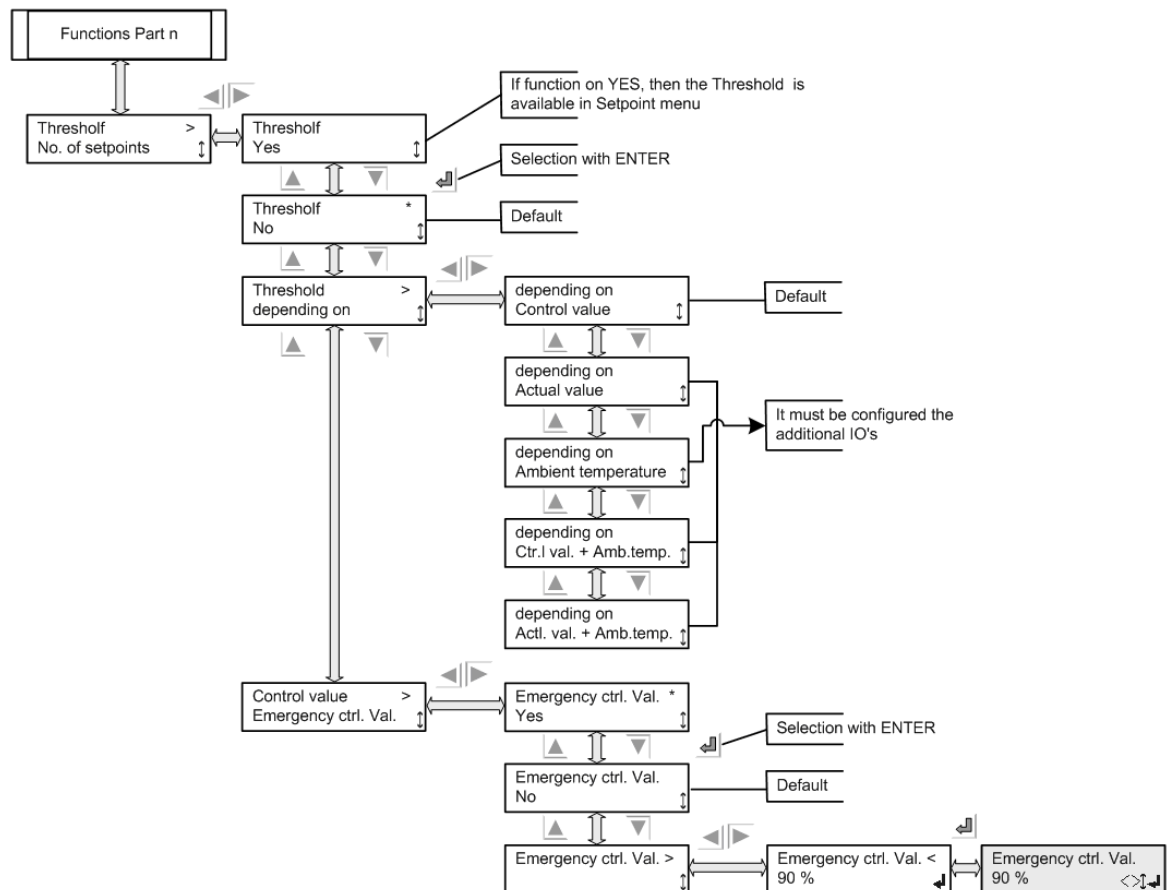 Functions Part n
If function on YES, then the Threshold is
available in Setpoint menu
Thresholf >
No. of setpoints
Thresholf
Yes
Selection with ENTER
Thresholf *
No
Default
Threshold >
depending on
depending on
Control value
Default
depending on
Actual value
It must be configured the
additional IO's
depending on
Ambient temperature
depending on
Ctr.l val. + Amb.temp.
depending on
Actl. val. + Amb.temp.
Control value >
Emergency ctrl. Val.
Emergency ctrl. Val. *
Yes
Selection with ENTER
Emergency ctrl. Val.
No
Default
Emergency ctrl. Val. >
Emergency ctrl. Val. <
90 %
Emergency ctrl. Val.
90 % <>